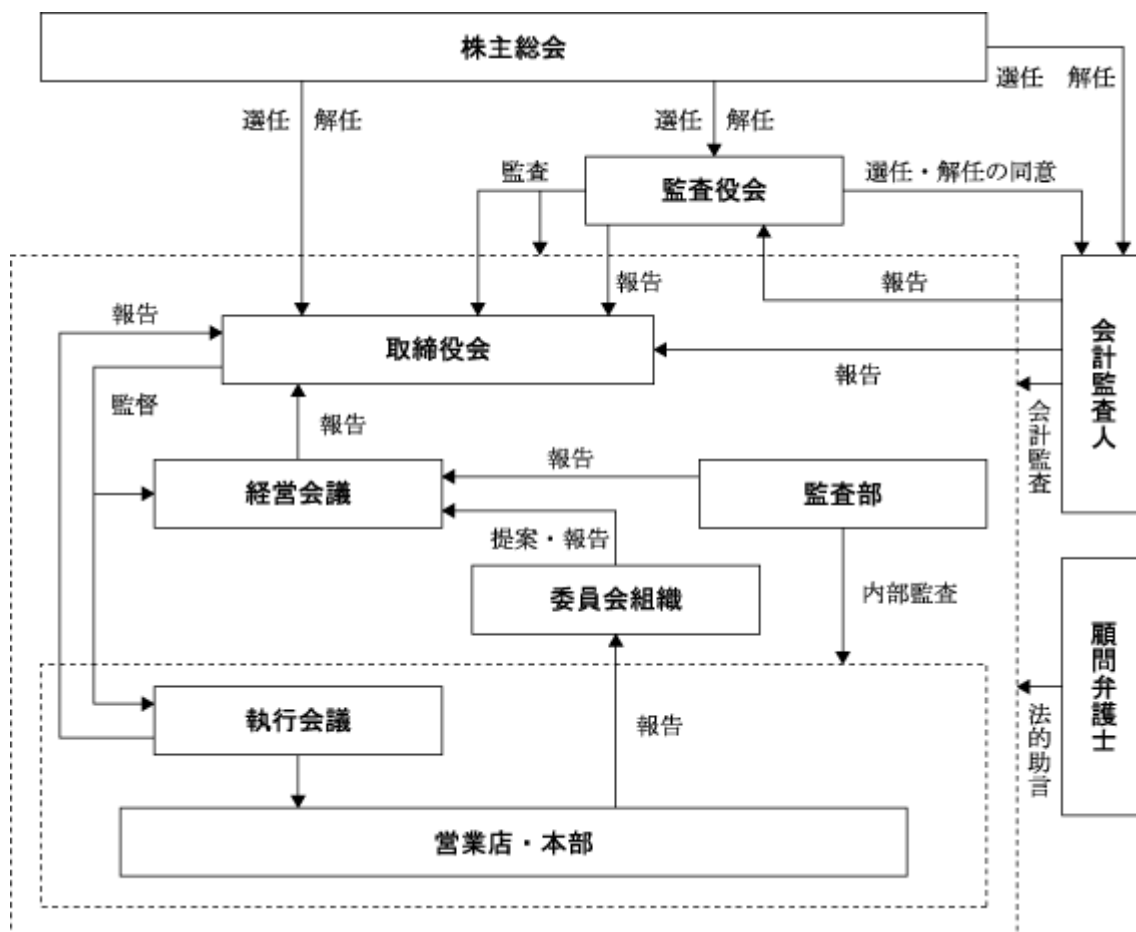 株主総会
選任 解任
選任 解任
選任 解任
監査
監査役会
選任・解任の同意
報告
報告
報告
取締役会
報告
会計監査人
監督
報告
会計監査
経営会議
報告
監査部
提案・報告
委員会組織
内部監査
顧問弁護士
執行会議
報告
法的助言
営業店・本部